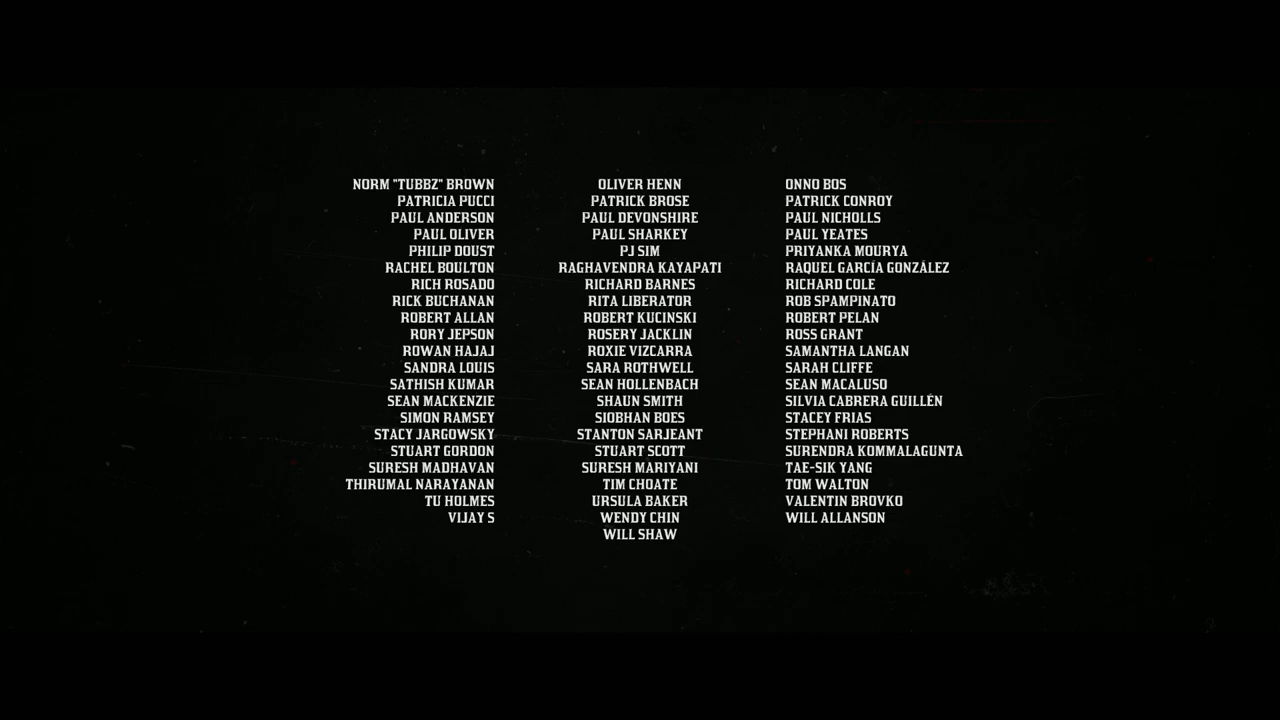 NORM "TUBBZ" BROWN OLIVER HENN ONNO BOS
PATRICIA PUCCI PATRICK BROSE PATRICK CONROY
PAUL ANDERSON PAUL DEVONSHIRE PAUL NICHOLLS
PAUL OLIVER PAUL SHARKEY PAUL YEATES
PHILIP DOUST PJ SIM PRIYANKA MOURYA
RACHEL BOULTON RAGHAVENDRA KAYAPATI RAQUEL GARCÍA GONZÁLEZ
RICH ROSADO RICHARD BARNES RICHARD COLE
RICK BUCHANAN RITA LIBERATOR ROB SPAMPINATO
ROBERT ALLAN ROBERT KUCINSKI ROBERT PELAN
RORY JEPSON ROSERY JACKLIN ROSS GRANT
ROWAN HAJAJ ROXIE VIZCARRA SAMANTHA LANGAN
SANDRA LOUIS SARA ROTHWELL SARAH CLIFFE
SATHISH KUMAR SEAN HOLLENBACH SEAN MACALUSO
SEAN MACKENZIE SHAUN SMITH SILVIA CABRERA GUILLÉN
SIMON RAMSEY SIOBHAN BOES STACEY FRIAS
STACY JARGOWSKY STANTON SARJEANT STEPHANI ROBERTS
STUART GORDON STUART SCOTT SURENDRA KOMMALAGUNTA
SURESH MADHAVAN SURESH MARIYANI TAE-SIK YANG
THIRUMAL NARAYANAN TIM CHOATE TOM WALTON
TU HOLMES URSULA BAKER VALENTIN BROVKO
VIJAY S WENDY CHIN WILL ALLANSON
WILL SHAW